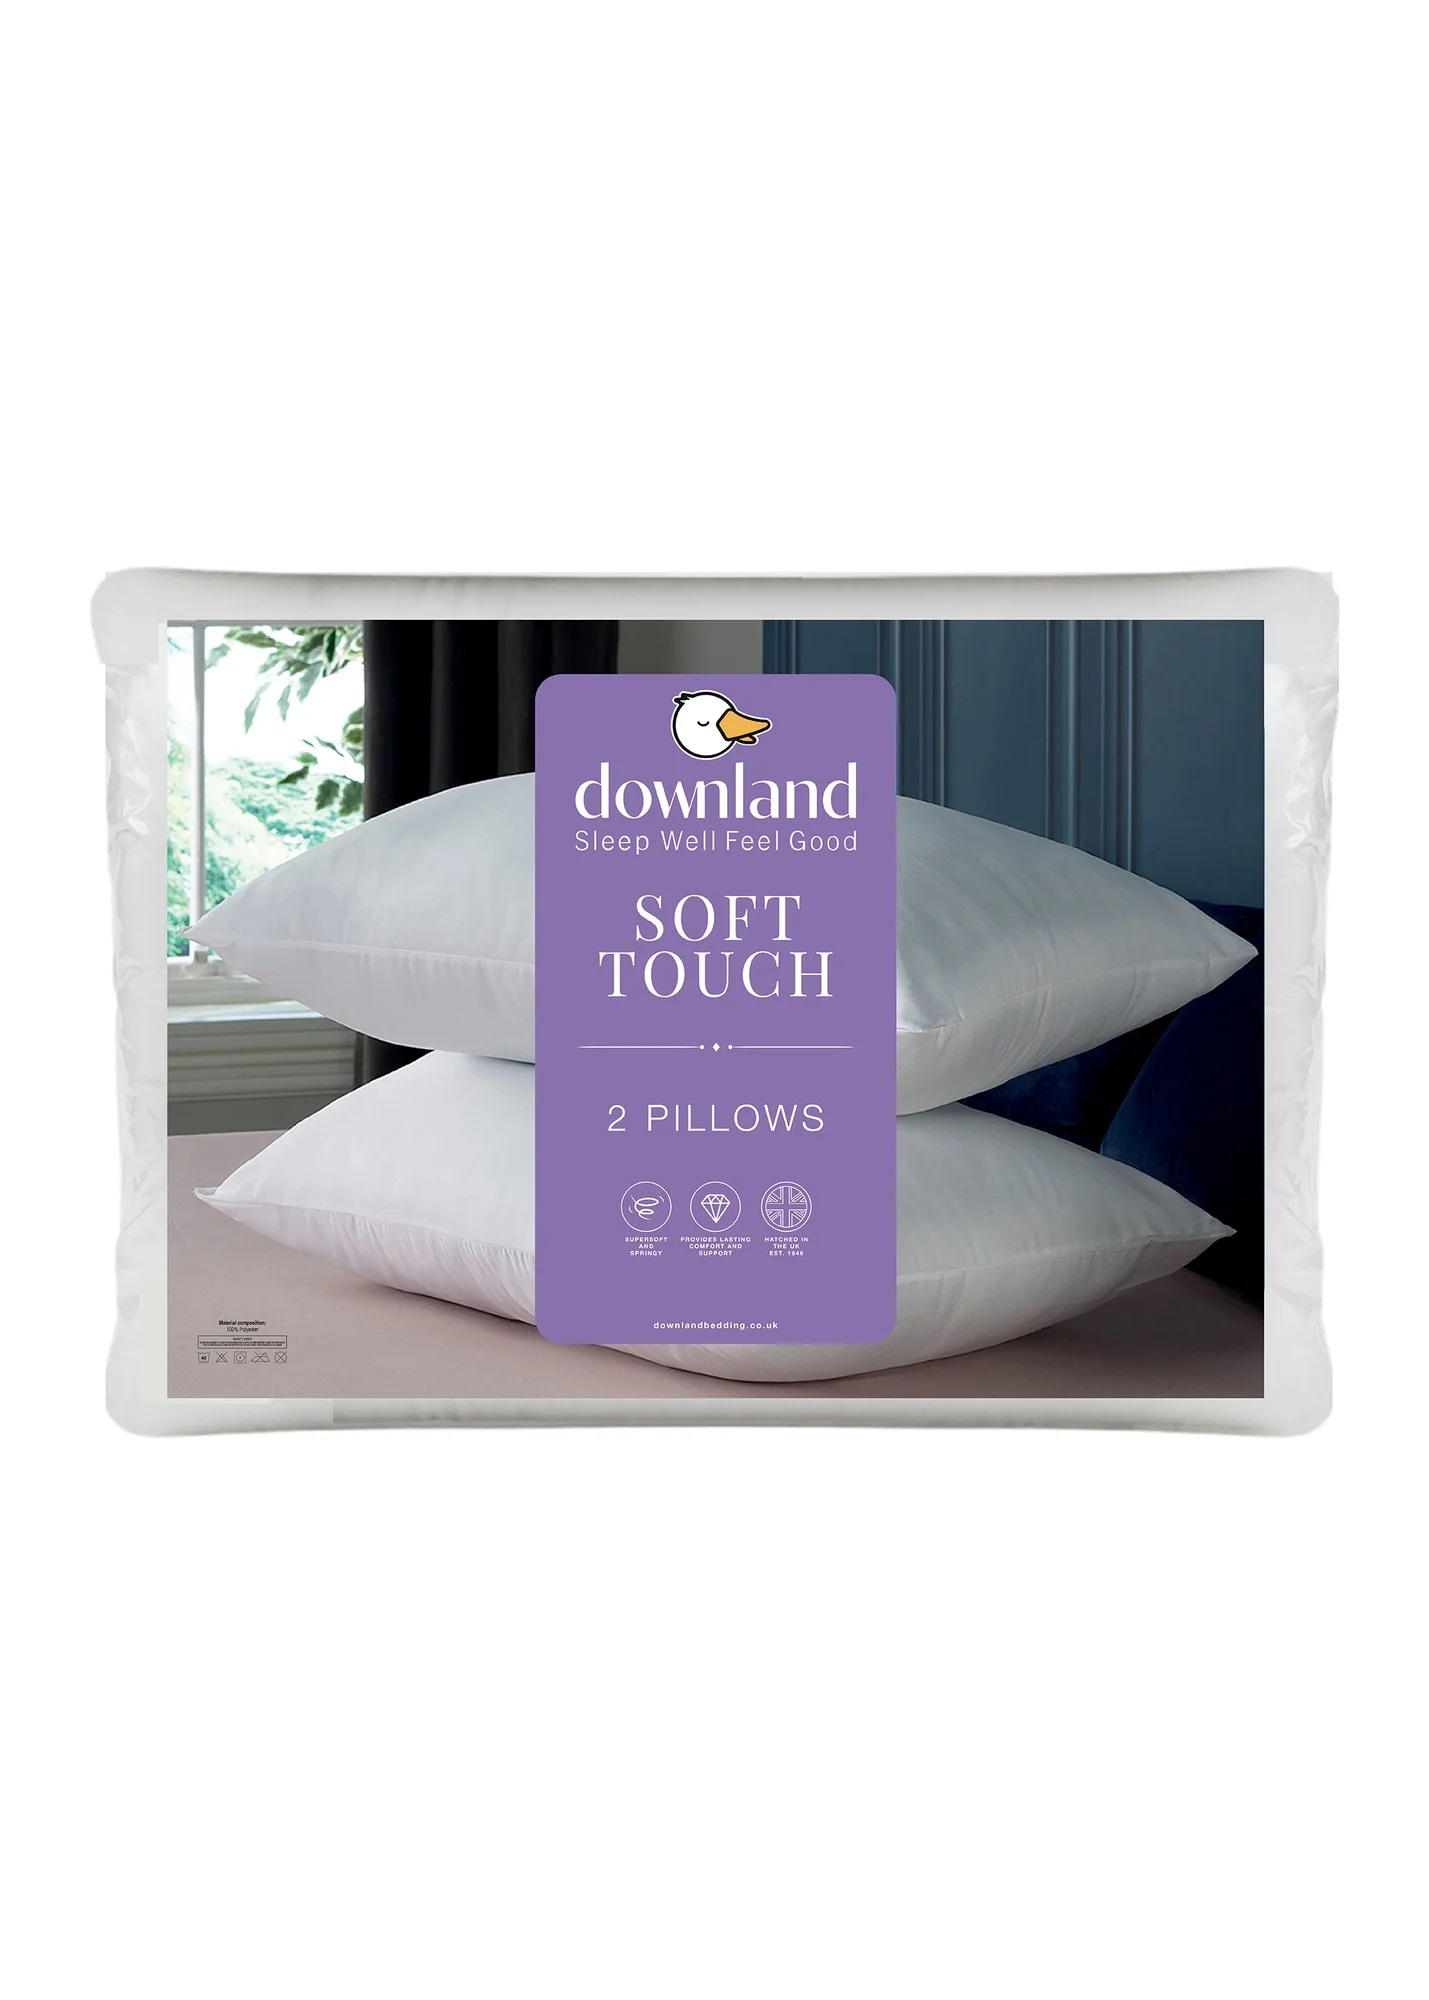 downland
Sleep Well Feel Good
SOFT
TOUCH
2 PILLOWS
SUPERSOFT
AND
SPRINGY
PROVIDES LASTING
COMFORT AND
SUPPORT
HATCHED IN
THE UK
EST. 1946
downlandbedding.co.uk
Material composition:
100% Polyester
40